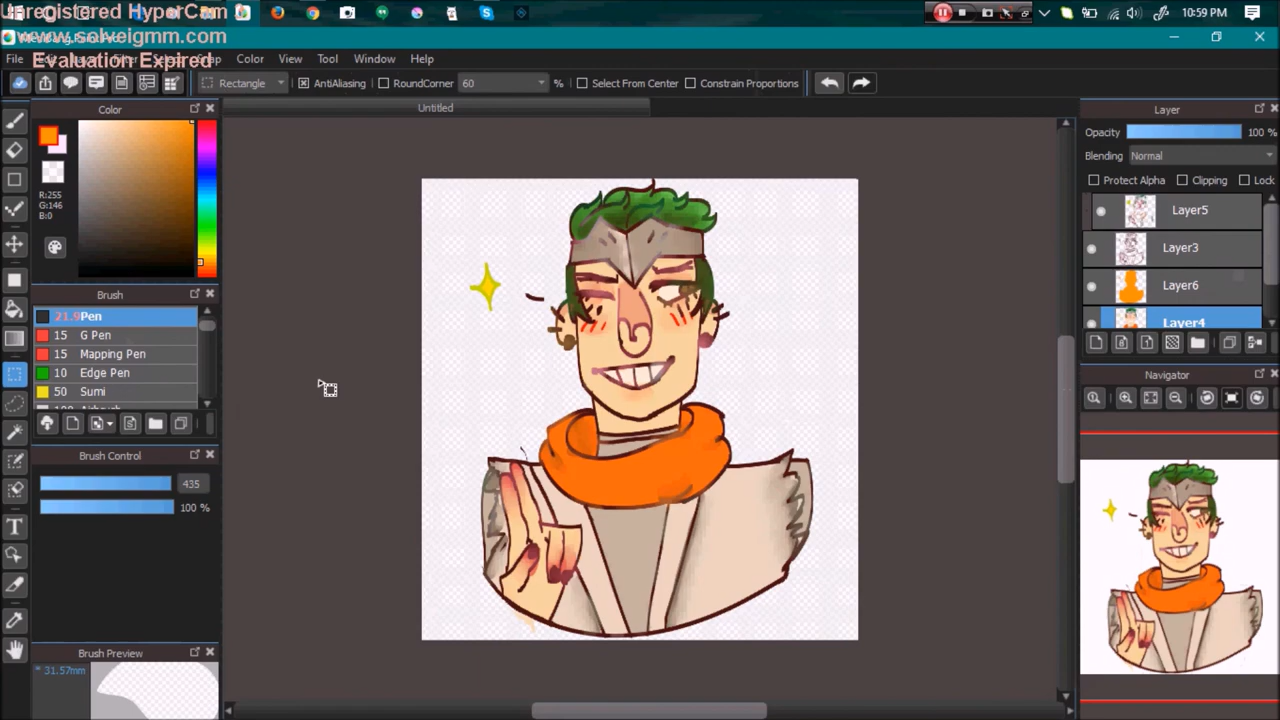 Unregistered HyperCam
10:59 PM
www.solveigmm.com
Evaluation Expired
File
Snap Color View Tool Window Help
Rectangle AntiAliasing RoundCorner 60 % Select From Center Constrain Proportions
Untitled
Color
R:255
G:146
B:0
Brush
21.9 Pen
15 G Pen
15 Mapping Pen
10 Edge Pen
50 Sumi
Brush Control
435
100 %
Brush Preview
* 31.57mm
Layer
Opacity 100 %
Blending Normal
Protect Alpha Clipping Lock
Layer5
Layer3
Layer6
Layer4
Navigator